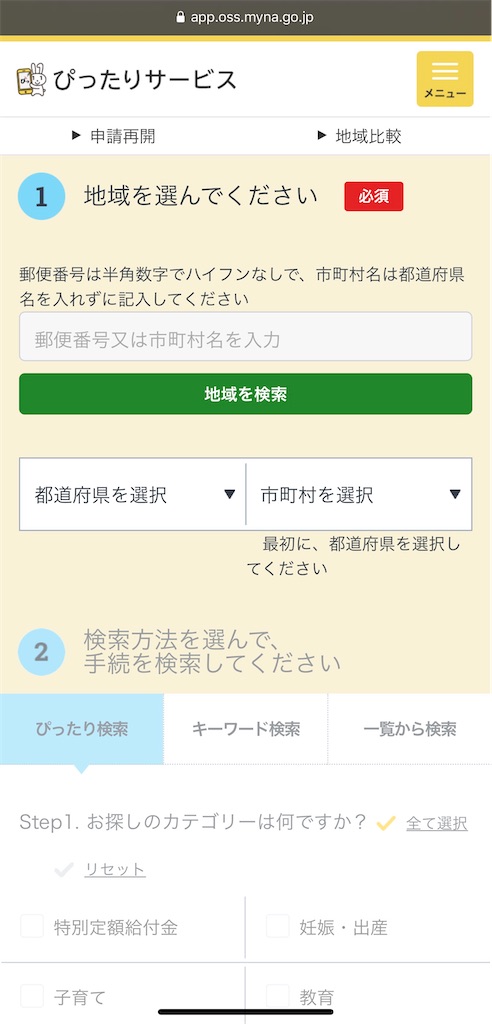 app.oss.myna.go.jp
ぴったりサービス
メニュー
▶ 申請再開
▶ 地域比較
1 地域を選んでください 必須
郵便番号は半角数字でハイフンなしで、市町村名は都道府県
名を入れずに記入してください
郵便番号又は市町村名を入力
地域を検索
都道府県を選択 ▼ 市町村を選択 ▼
最初に、都道府県を選択し
てください
2 検索方法を選んで、
手続を検索してください
ぴったり検索 キーワード検索 一覧から検索
Step1. お探しのカテゴリーは何ですか? 全て選択
リセット
特別定額給付金 妊娠・出産
子育て 教育